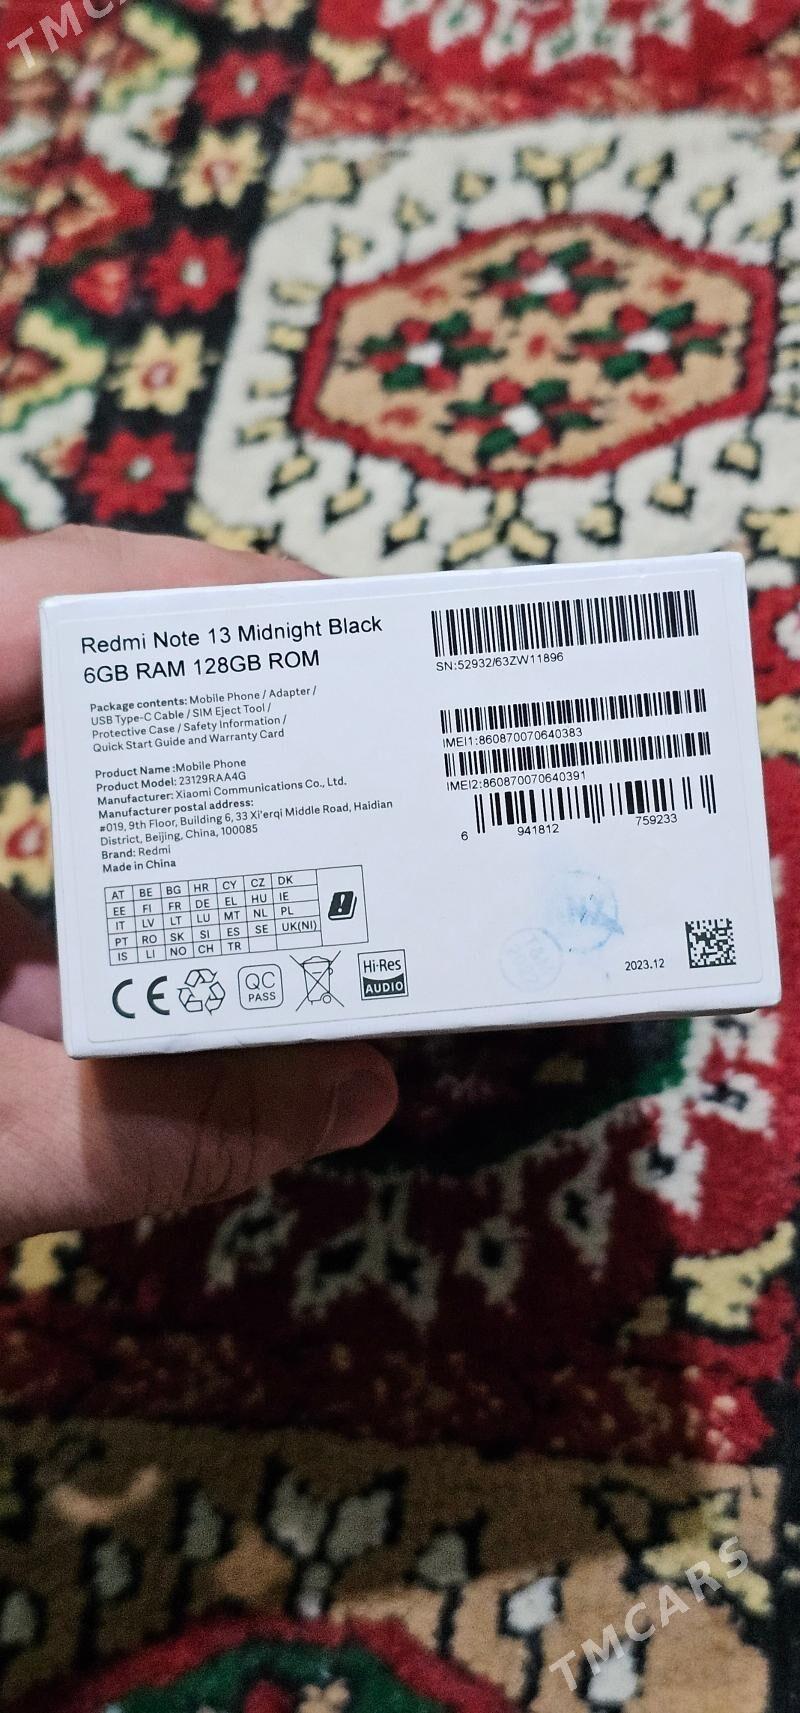 TMCARS
Redmi Note 13 Midnight Black
6GB RAM 128GB ROM
Package contents: Mobile Phone / Adapter /
USB Type-C Cable / SIM Eject Tool /
Protective Case / Safety Information /
Quick Start Guide and Warranty Card
Product Name :Mobile Phone
Product Model: 23129RAA4G
Manufacturer: Xiaomi Communications Co., Ltd.
Manufacturer postal address:
#019, 9th Floor, Building 6, 33 Xi'erqi Middle Road, Haidian
District, Beijing, China, 100085
Brand: Redmi
Made in China
AT BE BG HR CY CZ DK
EE FI FR DE EL HU IE
IT LV LT LU MT NL PL
PT RO SK SI ES SE UK(NI)
IS LI NO CH TR
CE
QC
PASS
Hi-Res
AUDIO
SN:52932/63ZW11896
IMEI1:860870070640383
IMEI2:860870070640391
6 941812 759233
2023.12
TMCARS